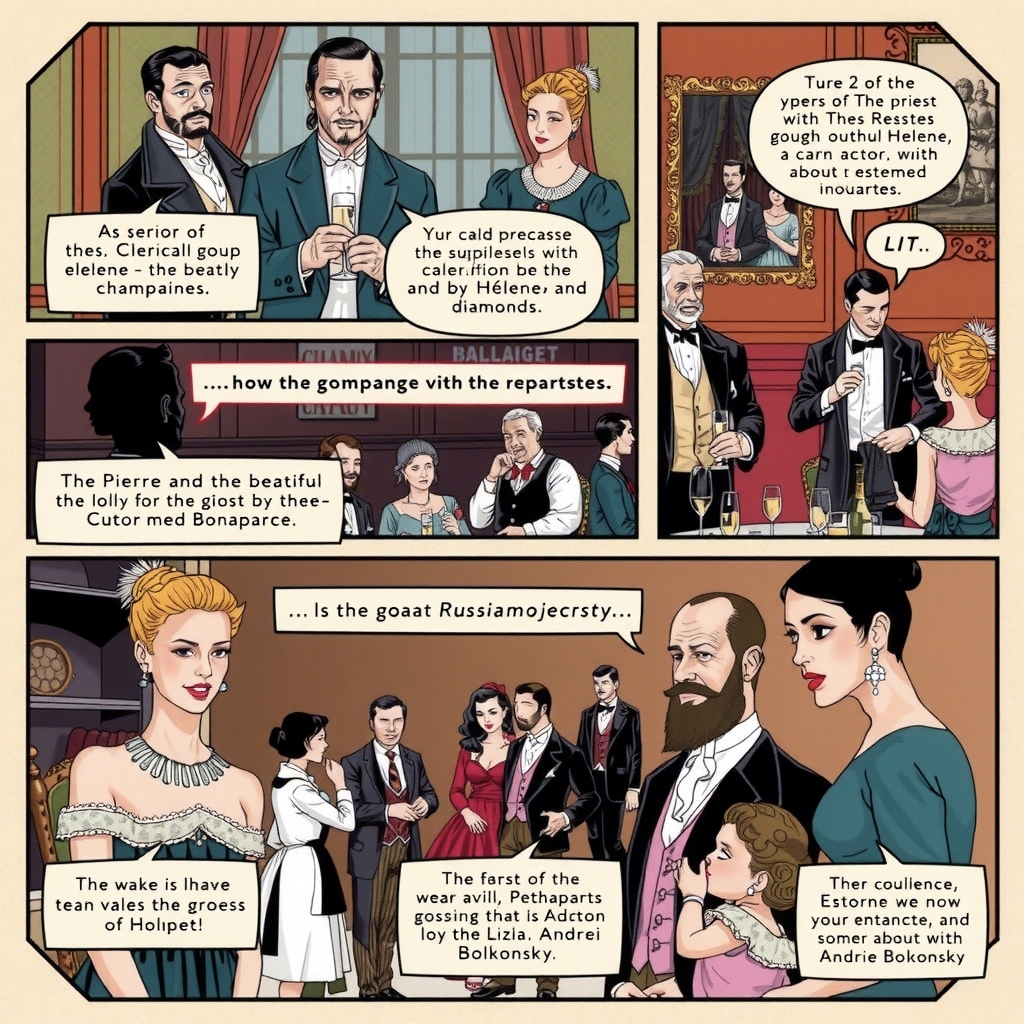 As serior of
thes, Clericall goup
elelene - the beatly
champaines.
Yur cald precasse
the supilesels with
caler.ifion be the
and by Hélene, and
diamonds.
Ture 2 of the
ypers of The priest
with Thes Resstes
gough outhul Helene,
a carn actor, with
about t estemed
inouartes.
LIT..
BALLAIGET
....how the gompange vith the repartstes.
The Pierre and the beatiful
the lolly for the giost by thee-
Cutor med Bonaparce.
... Is the goaat Russiamojecrsty...
The wake is lhave
tean vales the groess
of Holipet!
The farst of the
wear avill, Pethaparts
gossing that is Adcton
loy the Lizla. Andrei
Bolkonsky.
Ther coullence,
Estorne we now
your entancte, and
somer about with
Andrie Bokonsky